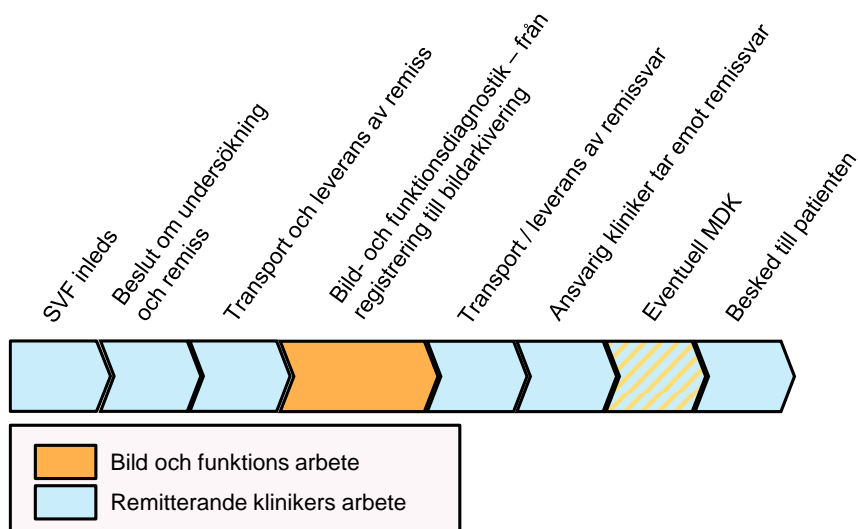 SVF inleds
Beslut om undersökning
och remiss
Transport och leverans av remiss
Bild- och funktionsdiagnostik – från
registrering till bildarkivering
Transport / leverans av remissvar
Ansvarig kliniker tar emot remissvar
Eventuell MDK
Besked till patienten
Bild och funktions arbete
Remitterande klinikers arbete